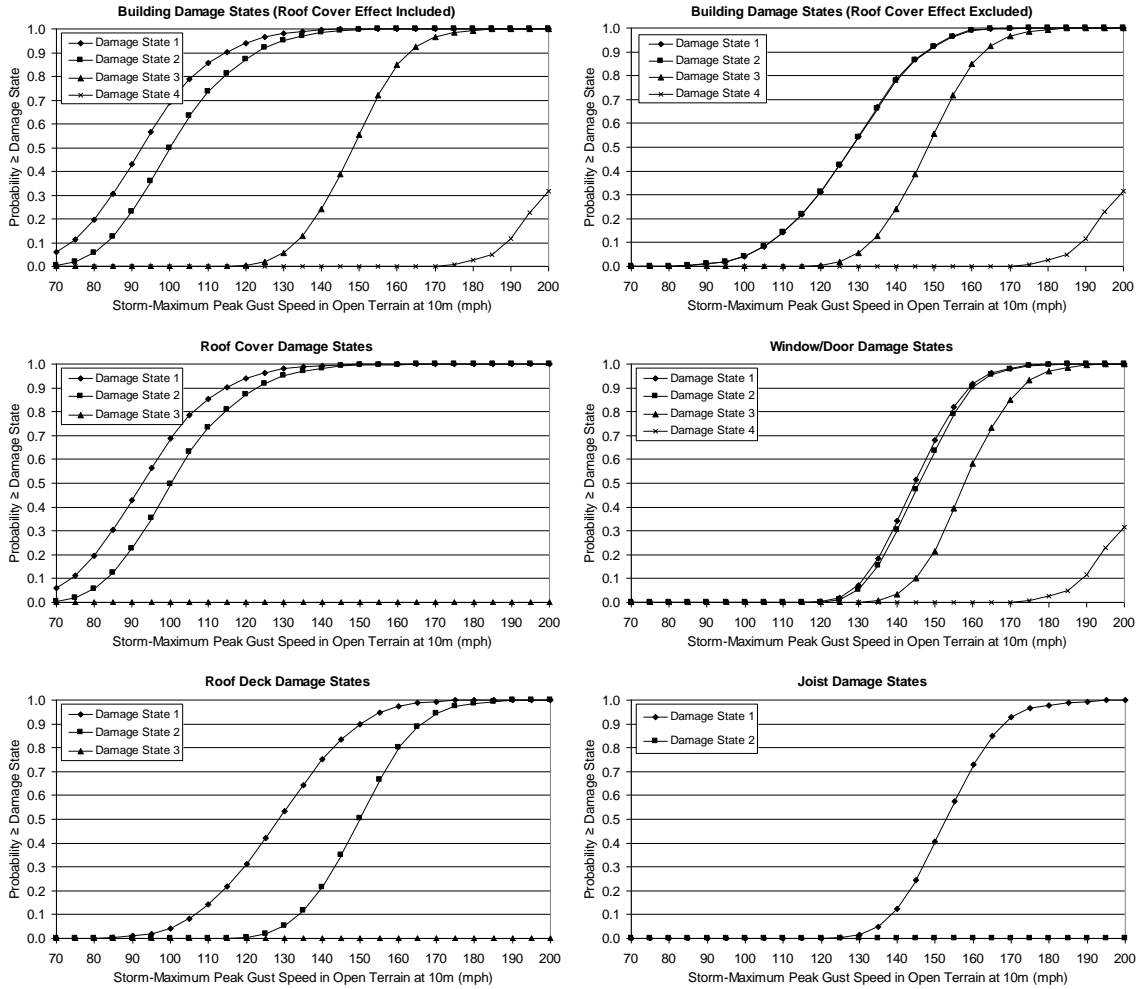 Building Damage States (Roof Cover Effect Included)
Probability ≥ Damage State
1.0
0.9
0.8
0.7
0.6
0.5
0.4
0.3
0.2
0.1
0.0
Damage State 1
Damage State 2
Damage State 3
Damage State 4
70 80 90 100 110 120 130 140 150 160 170 180 190 200
Storm-Maximum Peak Gust Speed in Open Terrain at 10m (mph)
Building Damage States (Roof Cover Effect Excluded)
Probability ≥ Damage State
1.0
0.9
0.8
0.7
0.6
0.5
0.4
0.3
0.2
0.1
0.0
Damage State 1
Damage State 2
Damage State 3
Damage State 4
70 80 90 100 110 120 130 140 150 160 170 180 190 200
Storm-Maximum Peak Gust Speed in Open Terrain at 10m (mph)
Roof Cover Damage States
Probability ≥ Damage State
1.0
0.9
0.8
0.7
0.6
0.5
0.4
0.3
0.2
0.1
0.0
Damage State 1
Damage State 2
Damage State 3
70 80 90 100 110 120 130 140 150 160 170 180 190 200
Storm-Maximum Peak Gust Speed in Open Terrain at 10m (mph)
Window/Door Damage States
Probability ≥ Damage State
1.0
0.9
0.8
0.7
0.6
0.5
0.4
0.3
0.2
0.1
0.0
Damage State 1
Damage State 2
Damage State 3
Damage State 4
70 80 90 100 110 120 130 140 150 160 170 180 190 200
Storm-Maximum Peak Gust Speed in Open Terrain at 10m (mph)
Roof Deck Damage States
Probability ≥ Damage State
1.0
0.9
0.8
0.7
0.6
0.5
0.4
0.3
0.2
0.1
0.0
Damage State 1
Damage State 2
Damage State 3
70 80 90 100 110 120 130 140 150 160 170 180 190 200
Storm-Maximum Peak Gust Speed in Open Terrain at 10m (mph)
Joist Damage States
Probability ≥ Damage State
1.0
0.9
0.8
0.7
0.6
0.5
0.4
0.3
0.2
0.1
0.0
Damage State 1
Damage State 2
70 80 90 100 110 120 130 140 150 160 170 180 190 200
Storm-Maximum Peak Gust Speed in Open Terrain at 10m (mph)